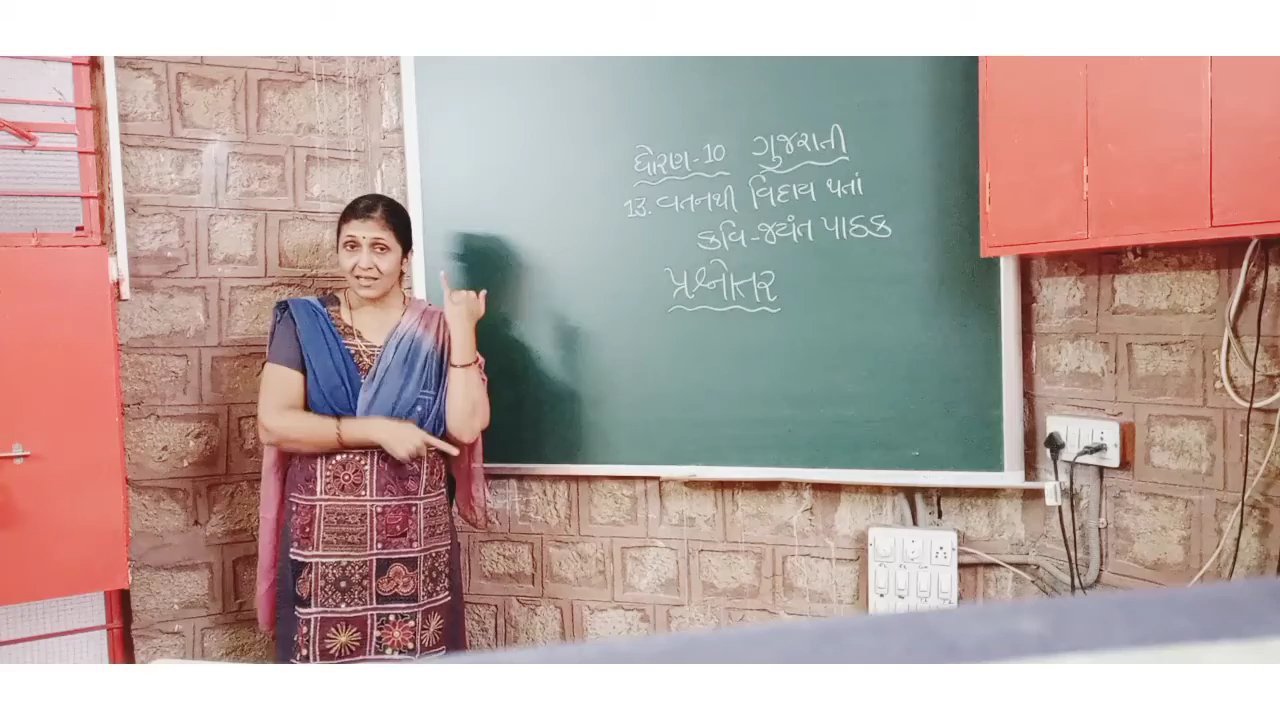 ધોરણ-10 ગુજરાતી
13. વતનથી વિદાય થતાં
કવિ-જયંત પાઠક
પ્રશ્નોતર